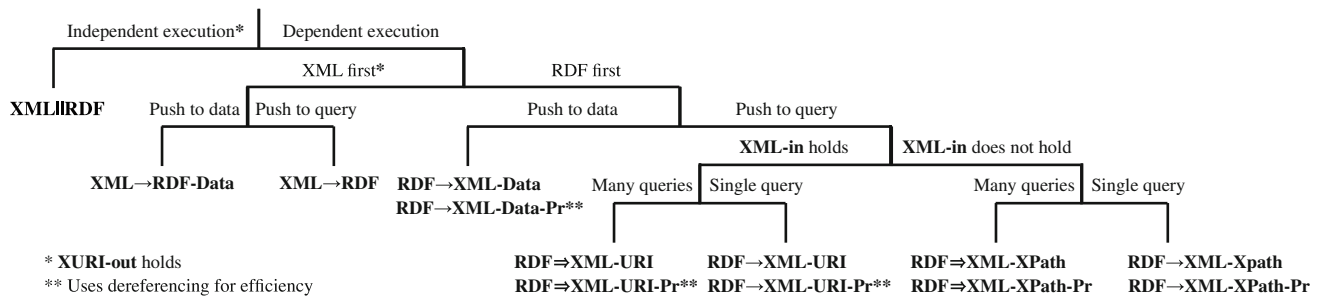 Independent execution* Dependent execution
XML first* RDF first
XML||RDF Push to data Push to query Push to data Push to query
XML-in holds XML-in does not hold
XML→RDF-Data XML→RDF RDF→XML-Data Many queries Single query Many queries Single query
RDF→XML-Data-Pr**
* XURI-out holds RDF⇒XML-URI RDF→XML-URI RDF⇒XML-XPath RDF→XML-Xpath
** Uses dereferencing for efficiency RDF⇒XML-URI-Pr** RDF→XML-URI-Pr** RDF⇒XML-XPath-Pr RDF→XML-XPath-Pr